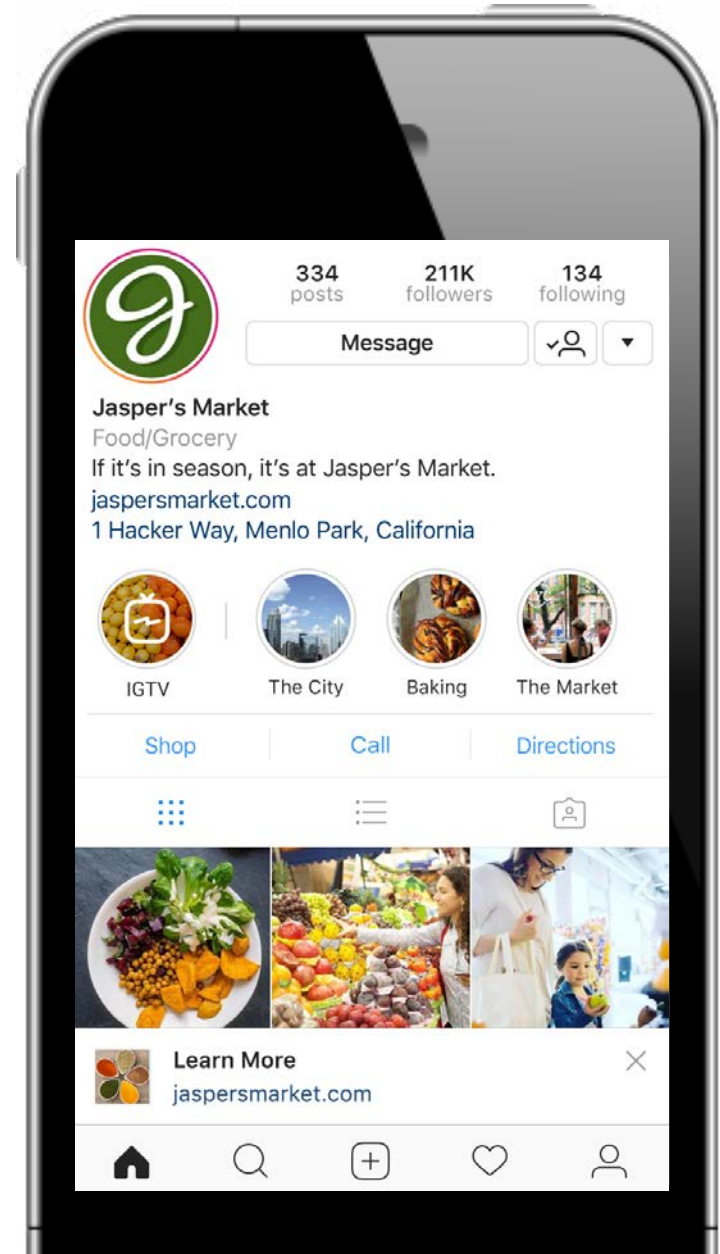 334 211K 134
posts followers following
Message
Jasper's Market
Food/Grocery
If it's in season, it's at Jasper's Market.
jaspersmarket.com
1 Hacker Way, Menlo Park, California
IGTV The City Baking The Market
Shop Call Directions
Learn More
jaspersmarket.com